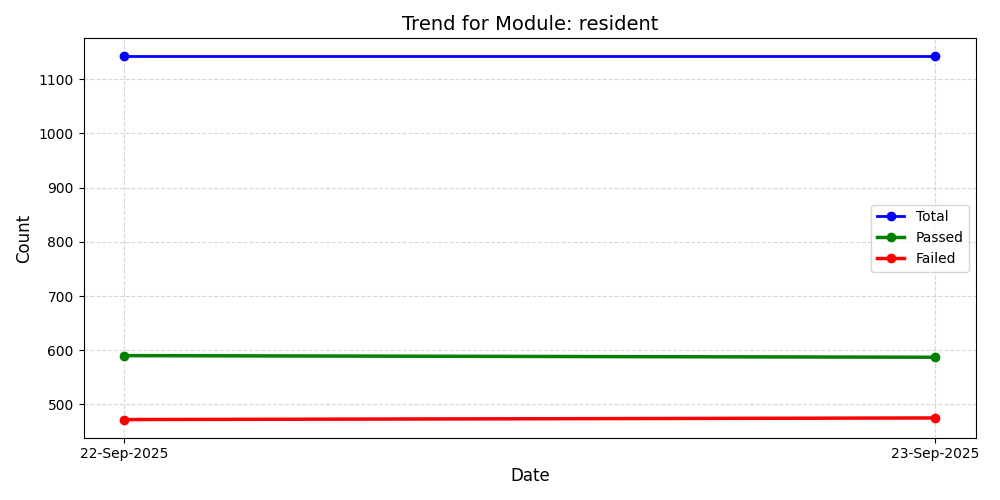 Trend for Module: resident
Count
1100
1000
900
800
700
600
500
Total
Passed
Failed
22-Sep-2025
23-Sep-2025
Date